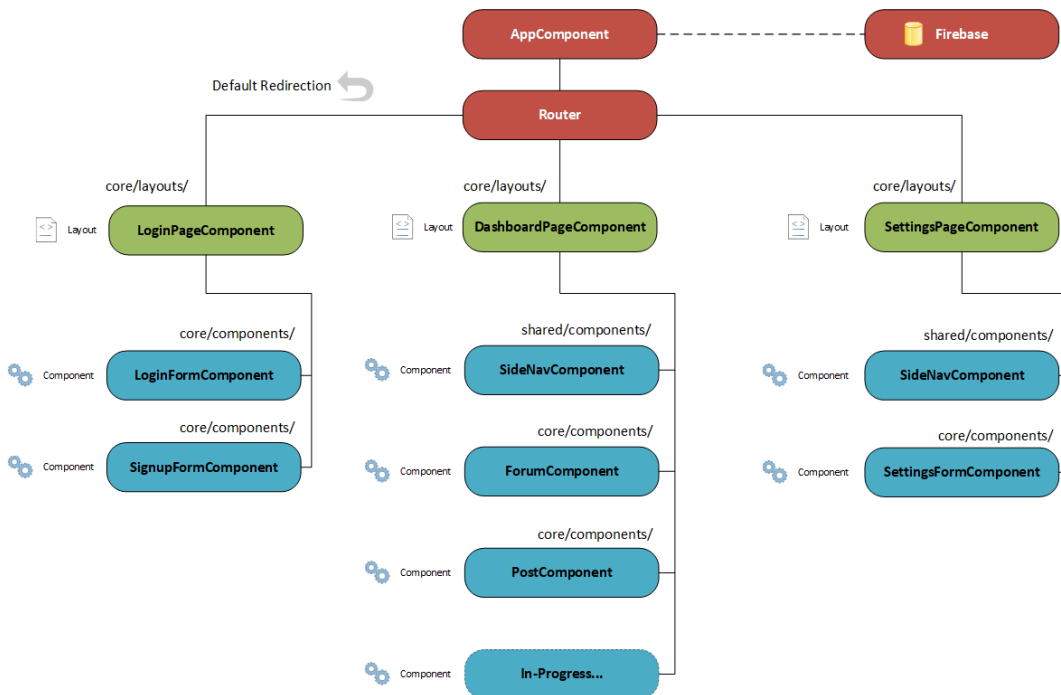 AppComponent
Firebase
Default Redirection
Router
core/layouts/
core/layouts/
core/layouts/
Layout
LoginPageComponent
Layout
DashboardPageComponent
Layout
SettingsPageComponent
core/components/
shared/components/
shared/components/
Component
LoginFormComponent
Component
SideNavComponent
Component
SideNavComponent
core/components/
core/components/
core/components/
Component
SignupFormComponent
Component
ForumComponent
Component
SettingsFormComponent
core/components/
Component
PostComponent
Component
In-Progress...